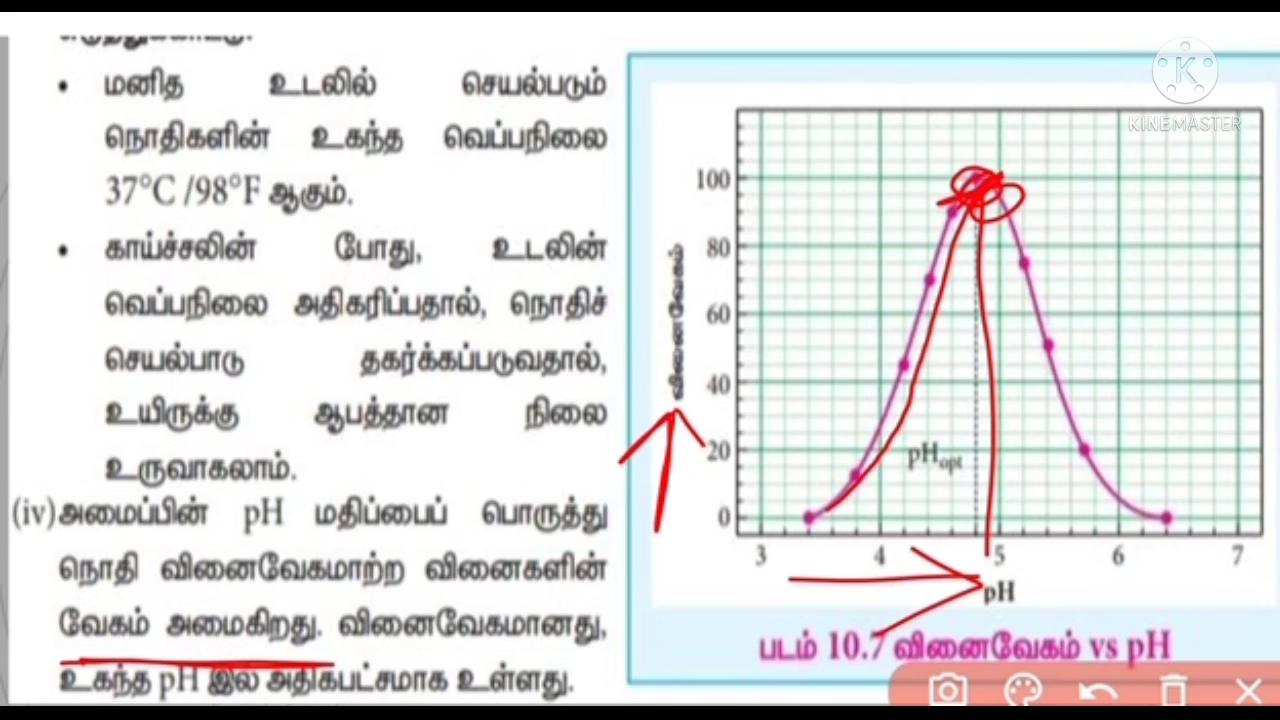 • மனித உடலில் செயல்படும்
நொதிகளின் உகந்த வெப்பநிலை
37°C /98°F ஆகும்.
• காய்ச்சலின் போது, உடலின்
வெப்பநிலை அதிகரிப்பதால், நொதிச்
செயல்பாடு தகர்க்கப்படுவதால்,
உயிருக்கு ஆபத்தான நிலை
உருவாகலாம்.
(iv) அமைப்பின் pH மதிப்பைப் பொருத்து
நொதி வினைவேகமாற்ற வினைகளின்
வேகம் அமைகிறது. வினைவேகமானது,
உகந்த pH இல் அதிகபட்சமாக உள்ளது.
KINEMASTER
வினைவேகம்
100
80
60
40
20
0
pHopt
3 4 5 6 7
pH
படம் 10.7 வினைவேகம் vs pH